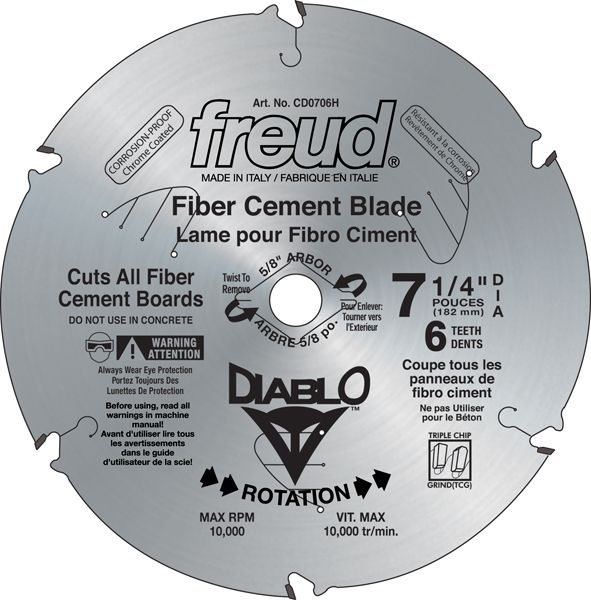 Art. No. CD0706H
CORROSION-PROOF
Chrome Coated
freud®
Résistant à la corrosion
Revêtement de Chrome
MADE IN ITALY / FABRIQUE EN ITALIE
Fiber Cement Blade
Lame pour Fibro Ciment
Cuts All Fiber
Cement Boards
DO NOT USE IN CONCRETE
Twist To
Remove
5/8" ARBOR
ARBRE 5/8 po.
Pour Enlever:
Tourner vers
l'Exterieur
7 1/4" DIA
POUCES
(182 mm)
6 TEETH
DENTS
WARNING
ATTENTION
Always Wear Eye Protection
Portez Toujours Des
Lunettes De Protection
Before using, read all
warnings in machine
manual!
Avant d'utiliser lire tous
les avertissements
dans le guide
d'utilisateur de la scie!
DIABLO™
Coupe tous les
panneaux de
fibro ciment
Ne pas Utiliser
pour le Béton
TRIPLE CHIP
GRIND(TCG)
ROTATION
MAX RPM
10,000
VIT. MAX
10,000 tr/min.